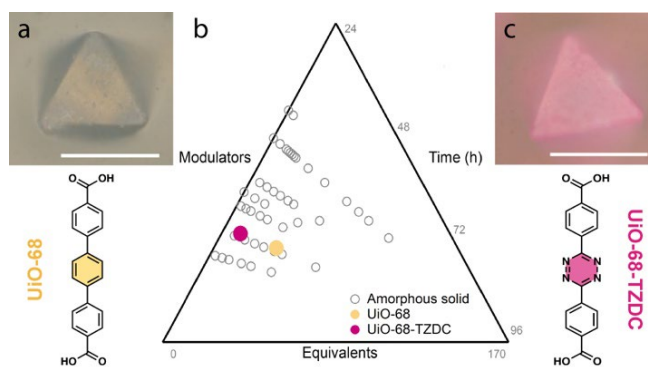 a
b
c
24
48
Modulators
Time (h)
72
OH
O
OH
O
UiO-68
N
N
N
N
UiO-68-TZDC
Amorphous solid
UiO-68
UiO-68-TZDC
96
0
Equivalents
170
HO
O
HO
O